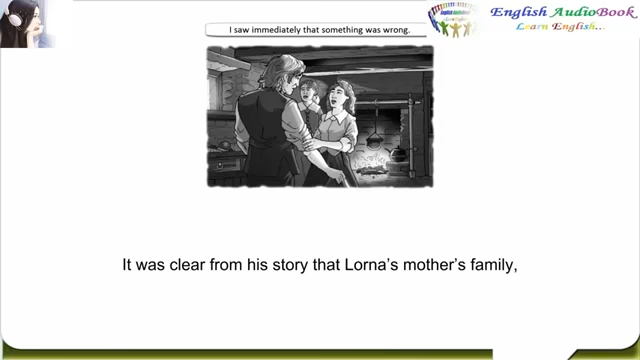 I saw immediately that something was wrong.
English AudioBook
Learn English...
It was clear from his story that Lorna's mother's family,